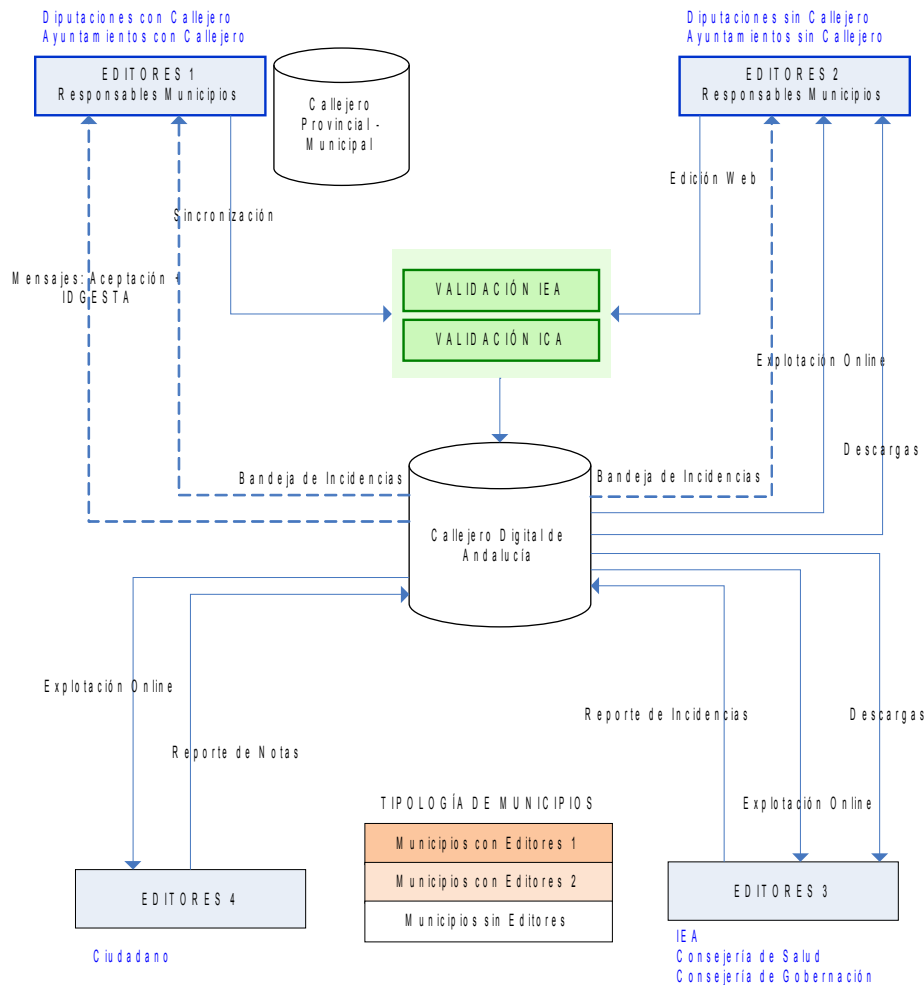 Diputaciones con Callejero
Ayuntamientos con Callejero
EDITORES 1
Responsables Municipios
Callejero
Provincial -
Municipal
Diputaciones sin Callejero
Ayuntamientos sin Callejero
EDITORES 2
Responsables Municipios
Sincronización
Edición Web
Mensajes: Aceptación +
IDGESTA
VALIDACIÓN IEA
VALIDACIÓN ICA
Explotación Online
Descargas
Bandeja de Incidencias
Bandeja de Incidencias
Callejero Digital de
Andalucía
Explotación Online
Reporte de Notas
Reporte de Incidencias
Descargas
Explotación Online
TIPOLOGÍA DE MUNICIPIOS
Municipios con Editores 1
Municipios con Editores 2
Municipios sin Editores
EDITORES 4
Ciudadano
EDITORES 3
IEA
Consejería de Salud
Consejería de Gobernación